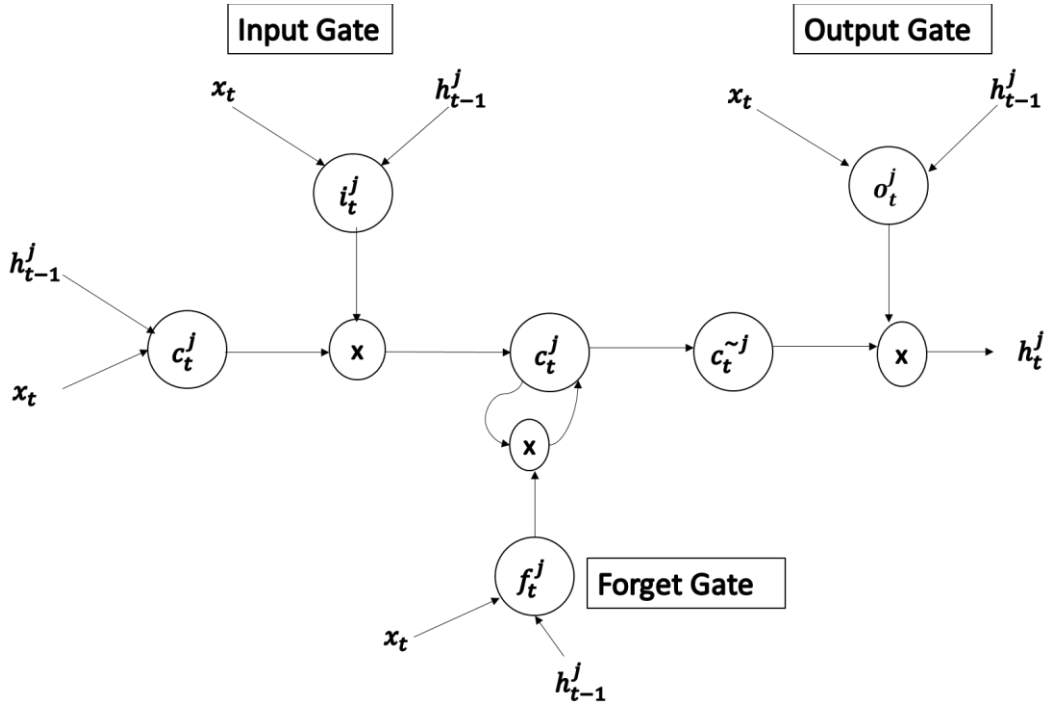 Input Gate
Output Gate
x_t
h_{t-1}^j
x_t
h_{t-1}^j
i_t^j
o_t^j
h_{t-1}^j
c_t^j
x
c_t^j
c_t^{~j}
x
h_t^j
x_t
x
f_t^j
Forget Gate
x_t
h_{t-1}^j